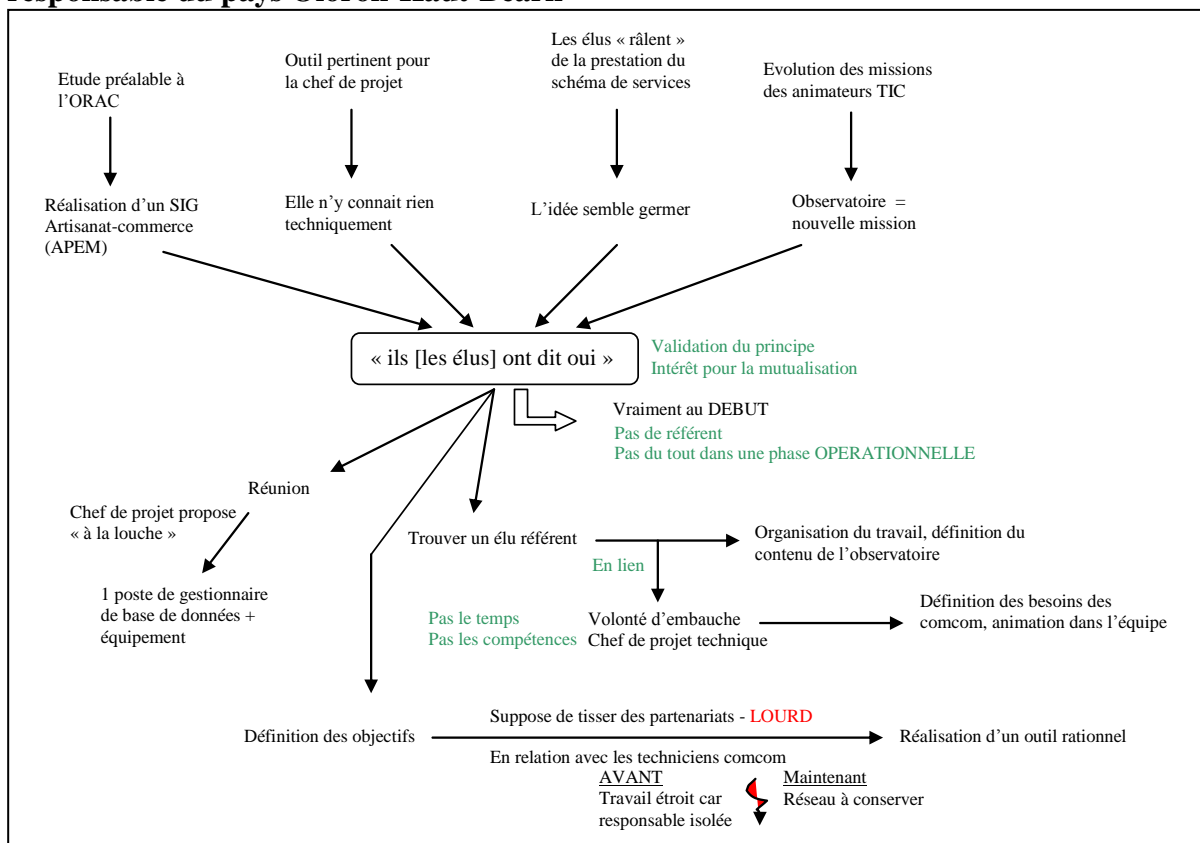 responsable du pays Oloron-Haut-Béarn
Etude préalable à
l’ORAC
Outil pertinent pour
la chef de projet
Les élus « râlent »
de la prestation du
schéma de services
Evolution des missions
des animateurs TIC
Réalisation d’un SIG
Artisanat-commerce
(APEM)
Elle n’y connait rien
techniquement
L’idée semble germer
Observatoire =
nouvelle mission
« ils [les élus] ont dit oui »
Validation du principe
Intérêt pour la mutualisation
Vraiment au DEBUT
Pas de référent
Pas du tout dans une phase OPERATIONNELLE
Réunion
Chef de projet propose
« à la louche »
1 poste de gestionnaire
de base de données +
équipement
Trouver un élu référent
En lien
Organisation du travail, définition du
contenu de l’observatoire
Pas le temps
Pas les compétences
Volonté d’embauche
Chef de projet technique
Définition des besoins des
comcom, animation dans l’équipe
Définition des objectifs
Suppose de tisser des partenariats - LOURD
En relation avec les techniciens comcom
Réalisation d’un outil rationnel
AVANT
Travail étroit car
responsable isolée
Maintenant
Réseau à conserver